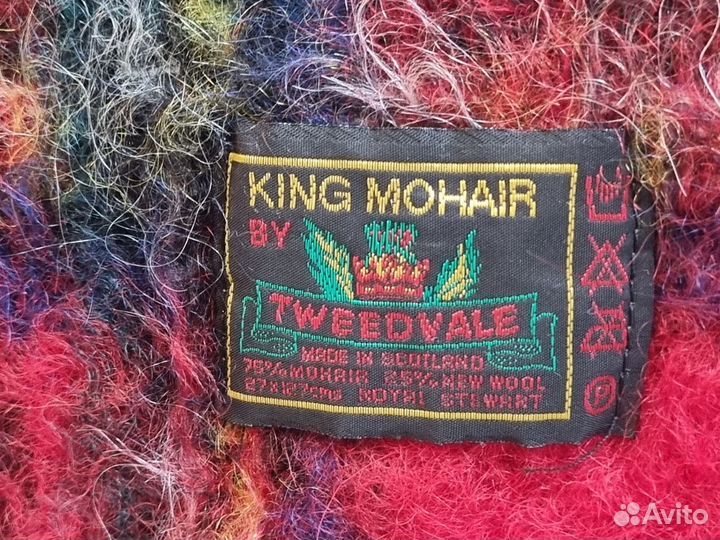 KING MOHAIR
BY
TWEEDVALE
MADE IN SCOTLAND
75% MOHAIR 25% NEW WOOL
ROYAL STEWART
P
Avito